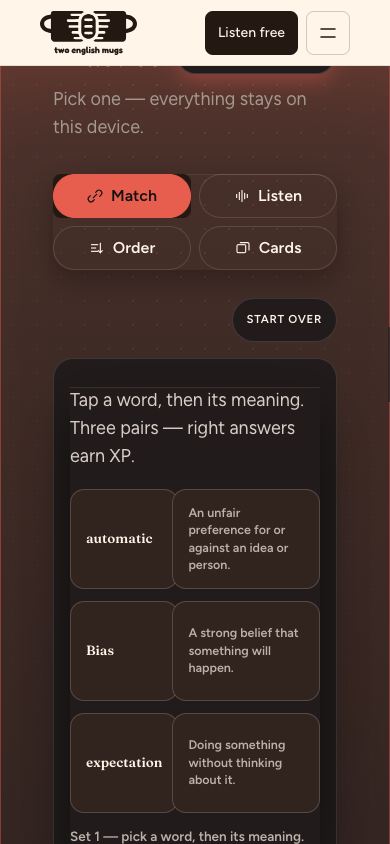 two english mugs
Listen free
Pick one — everything stays on
this device.
Match
Listen
Order
Cards
START OVER
Tap a word, then its meaning.
Three pairs — right answers
earn XP.
automatic
An unfair
preference for or
against an idea or
person.
Bias
A strong belief that
something will
happen.
expectation
Doing something
without thinking
about it.
Set 1 — pick a word, then its meaning.